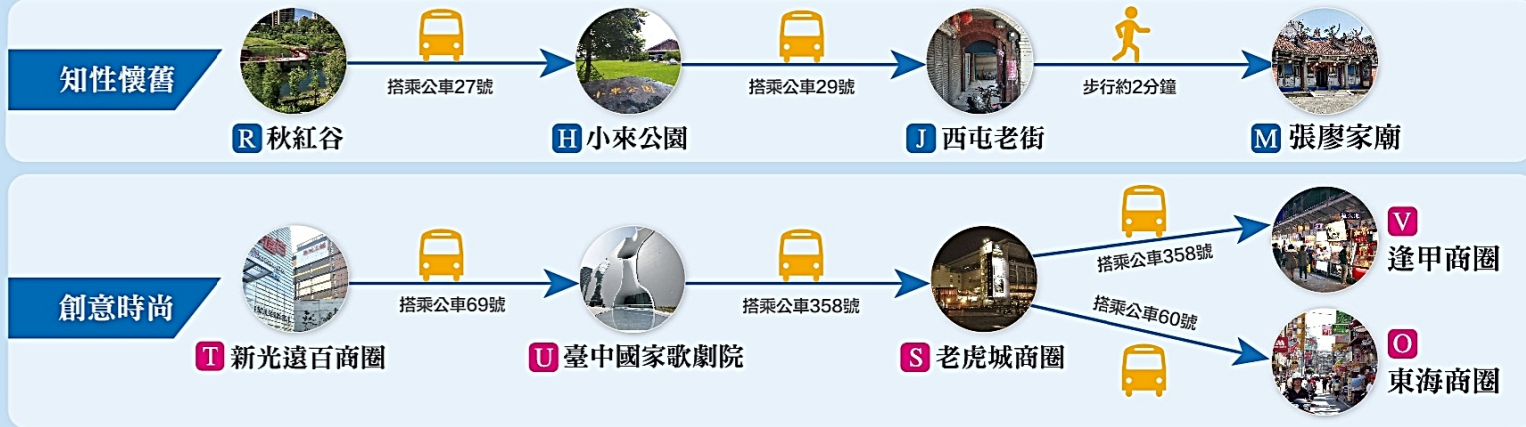 知性懷舊
搭乘公車27號
搭乘公車29號
步行約2分鐘
小來公園
R 秋紅谷
H 小來公園
J 西屯老街
M 張廖家廟
創意時尚
搭乘公車69號
搭乘公車358號
搭乘公車358號
搭乘公車60號
T 新光遠百商圈
U 臺中國家歌劇院
S 老虎城商圈
V
逢甲商圈
O
東海商圈